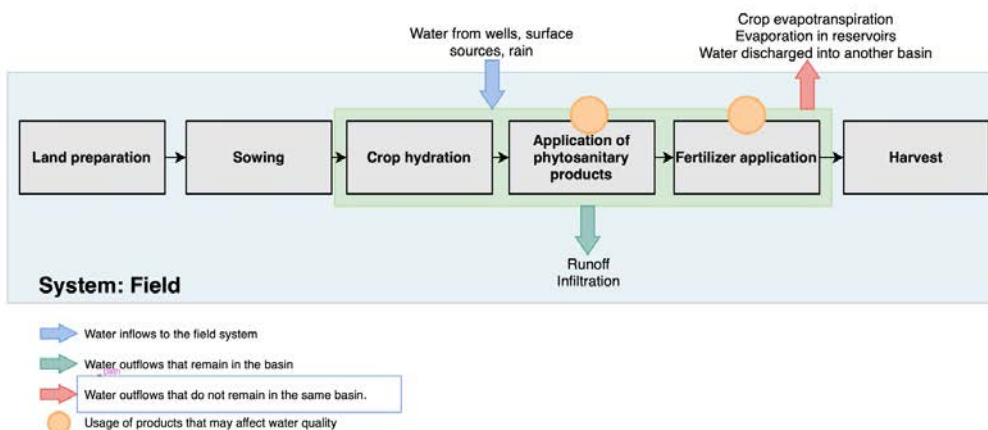 Water from wells, surface
sources, rain
Crop evapotranspiration
Evaporation in reservoirs
Water discharged into another basin
Land preparation
Sowing
Crop hydration
Application of
phytosanitary
products
Fertilizer application
Harvest
Runoff
Infiltration
System: Field
Water inflows to the field system
Water outflows that remain in the basin
Water outflows that do not remain in the same basin.
Usage of products that may affect water quality